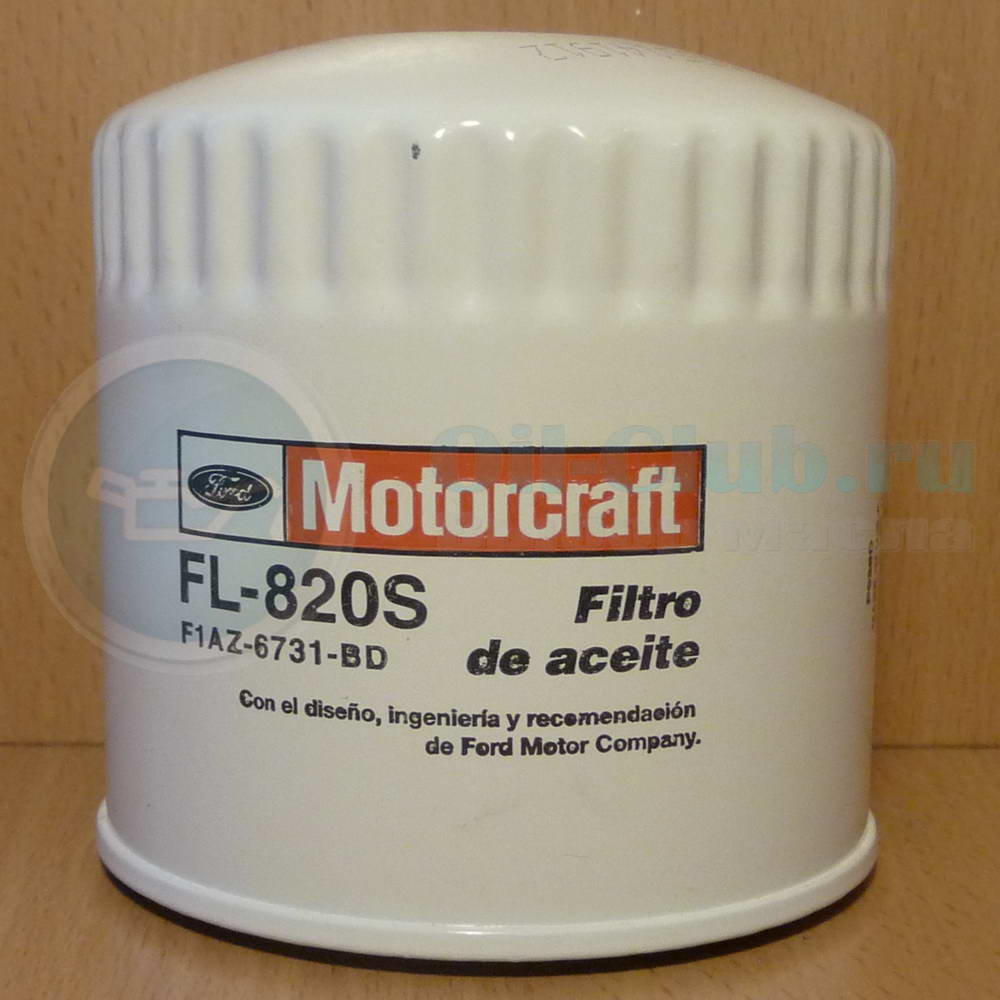 Ford
Motorcraft
FL-820S
F1AZ-6731-BD
Filtro
de aceite
Con el diseño, ingeniería y recomendación
de Ford Motor Company.
Oil-Club.ru